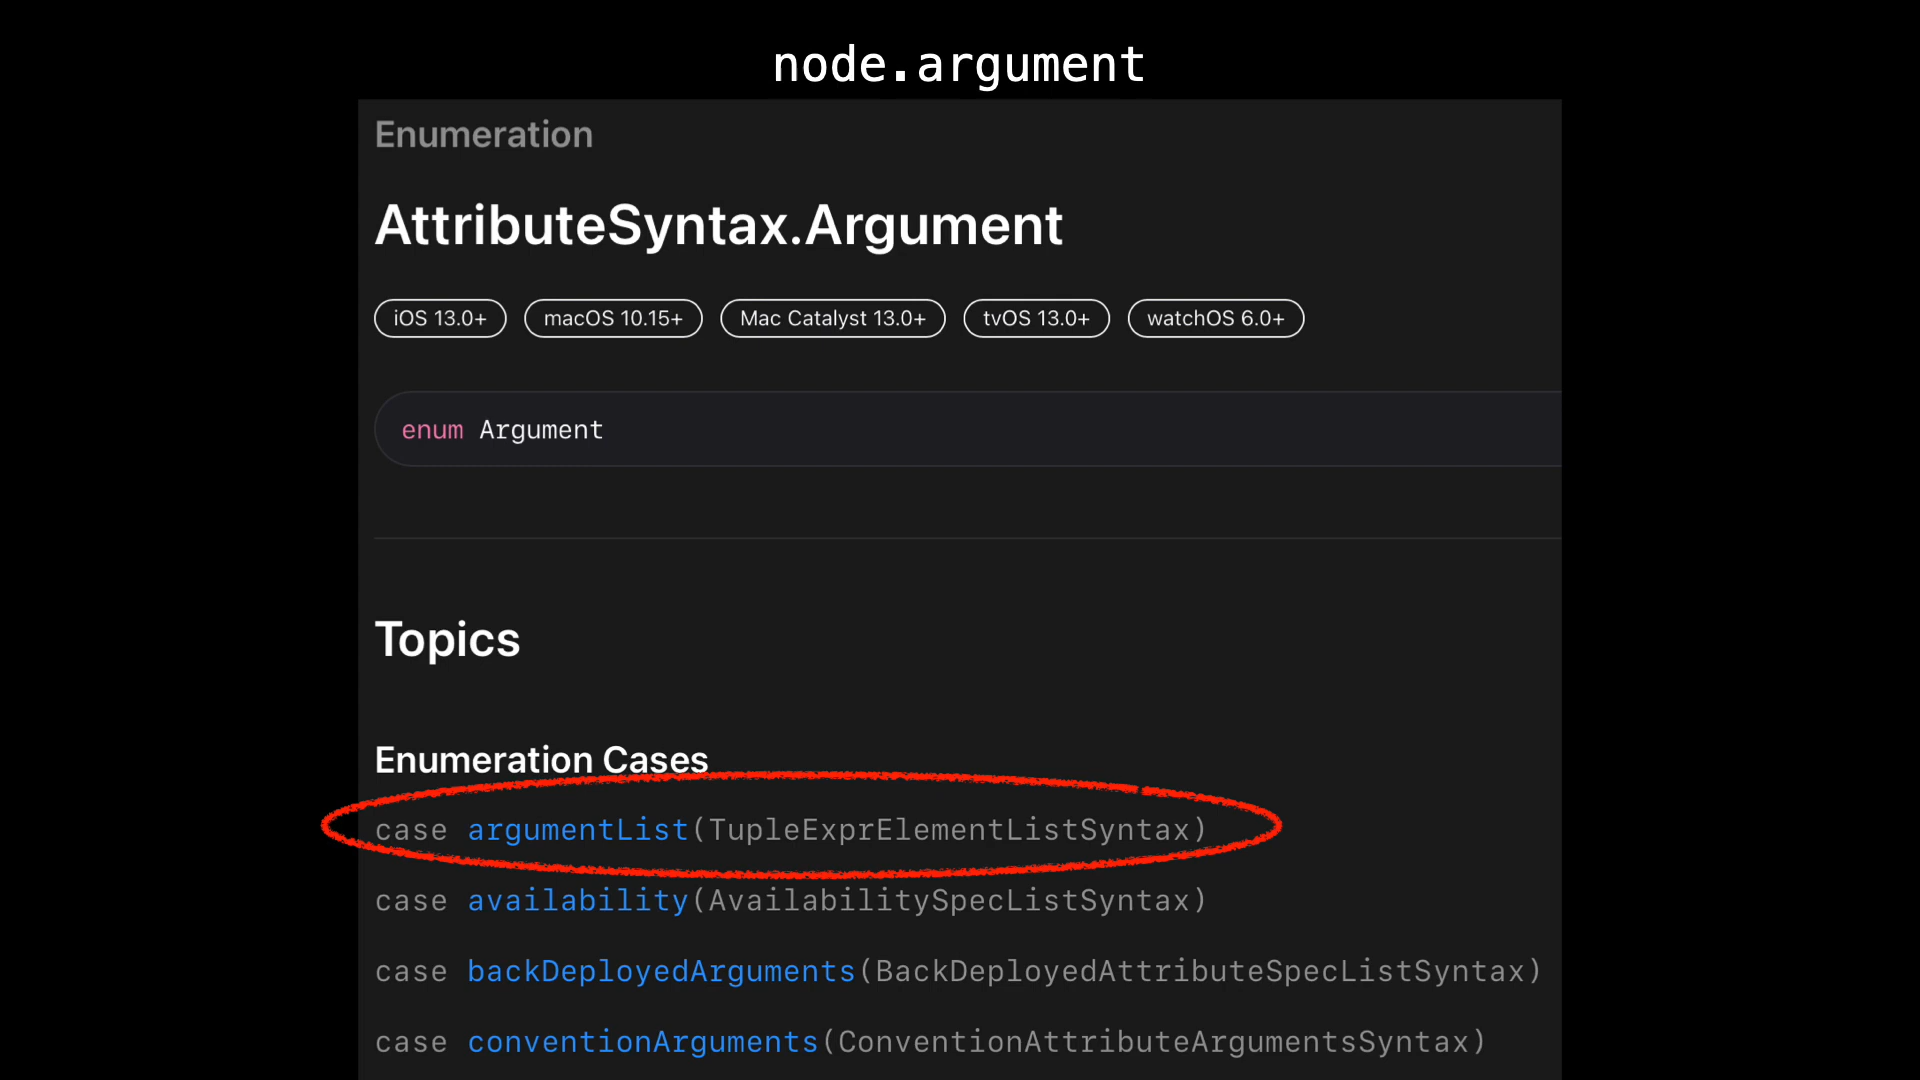 node.argument
Enumeration
AttributeSyntax.Argument
iOS 13.0+ macOS 10.15+ Mac Catalyst 13.0+ tvOS 13.0+ watchOS 6.0+
enum Argument
Topics
Enumeration Cases
case argumentList(TupleExprElementListSyntax)
case availability(AvailabilitySpecListSyntax)
case backDeployedArguments(BackDeployedAttributeSpecListSyntax)
case conventionArguments(ConventionAttributeArgumentsSyntax)